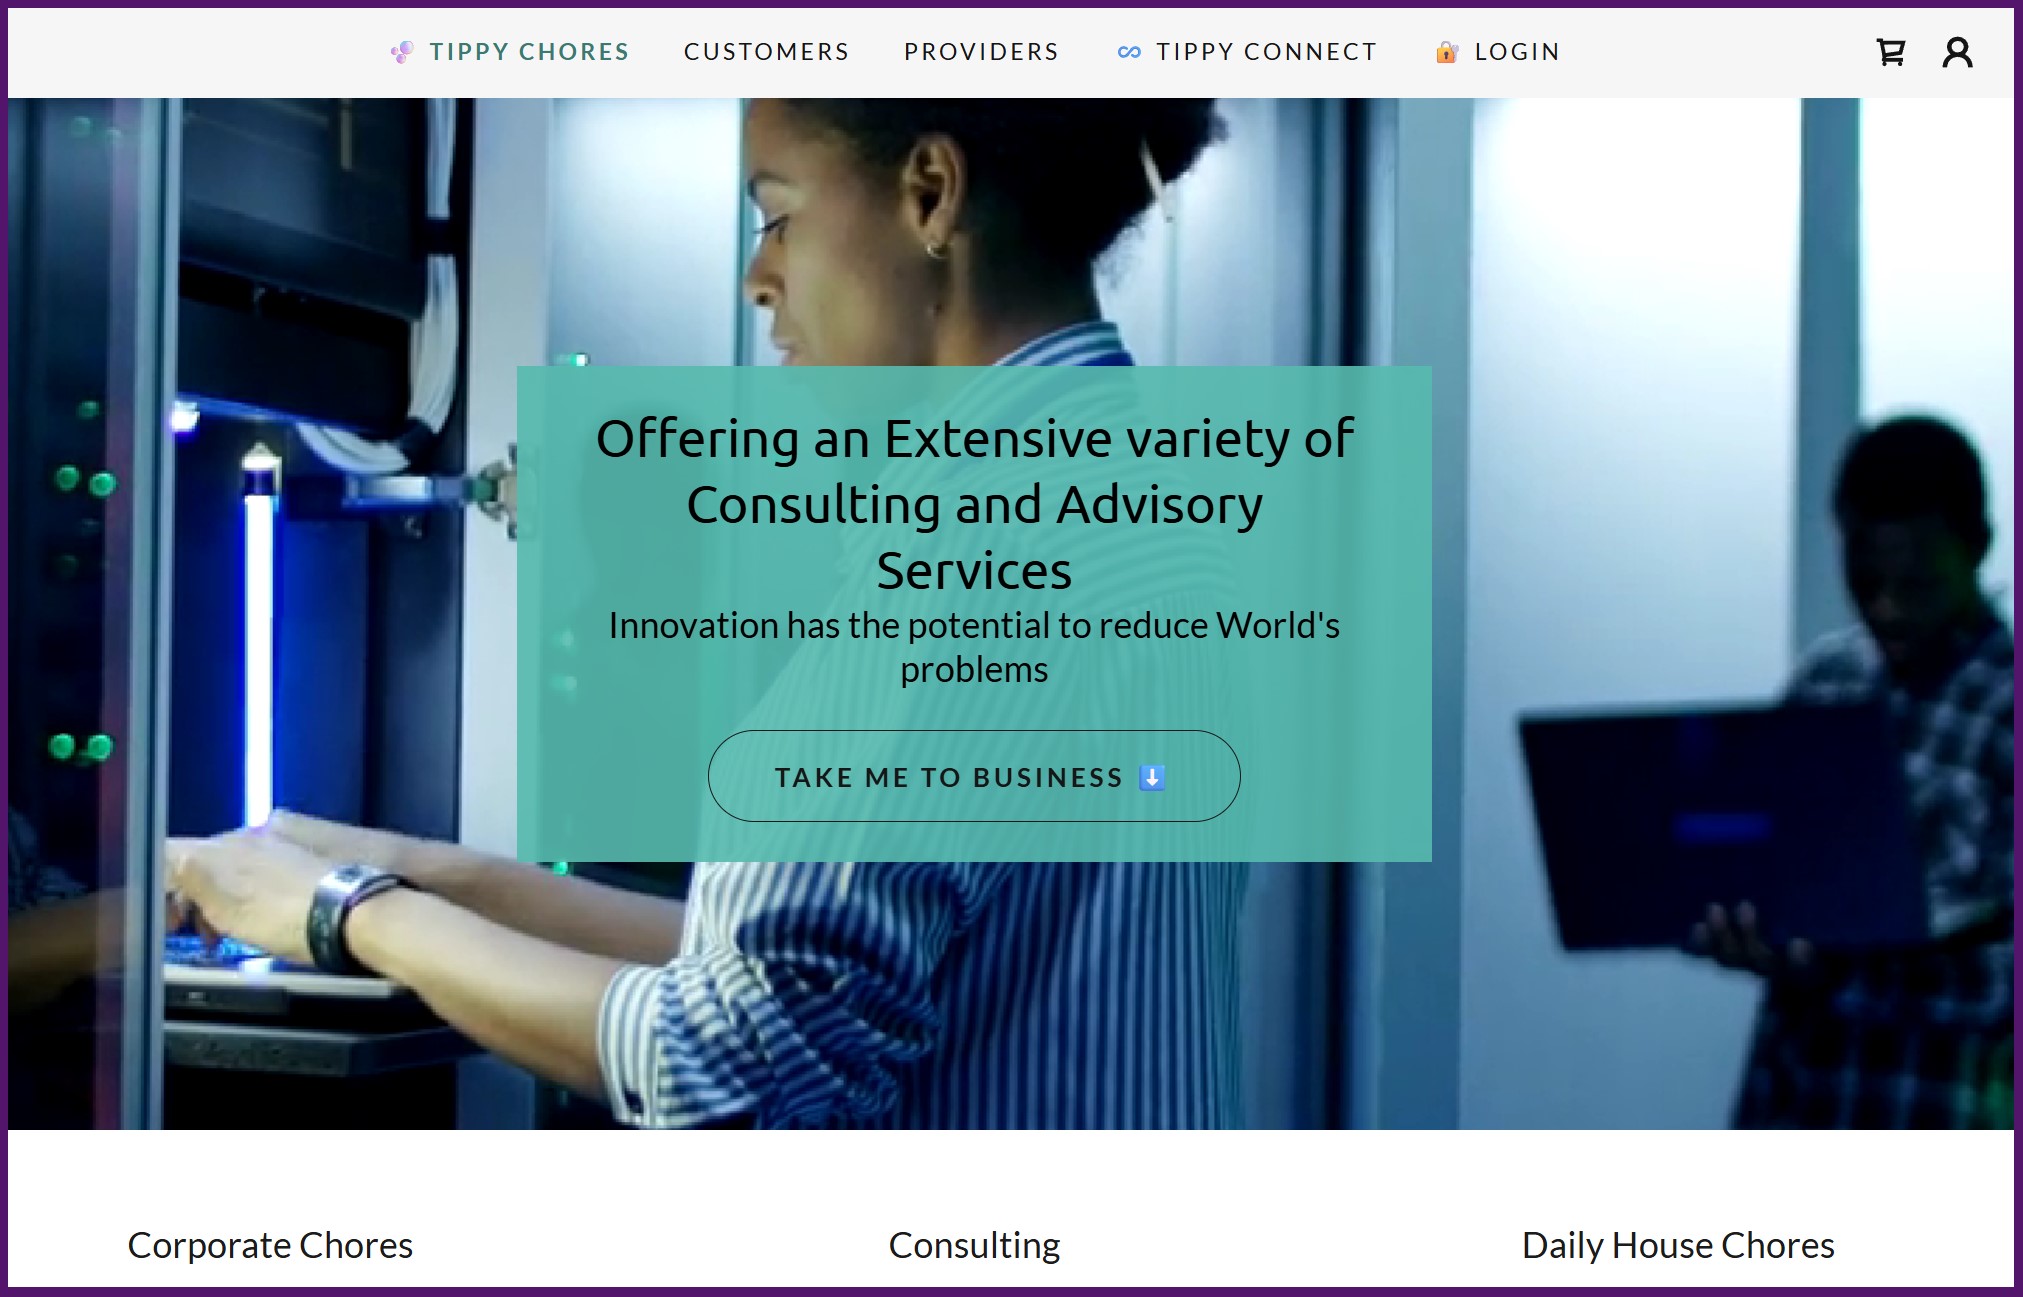 TIPPY CHORES CUSTOMERS PROVIDERS TIPPY CONNECT LOGIN
Offering an Extensive variety of
Consulting and Advisory
Services
Innovation has the potential to reduce World's
problems
TAKE ME TO BUSINESS
Corporate Chores Consulting Daily House Chores